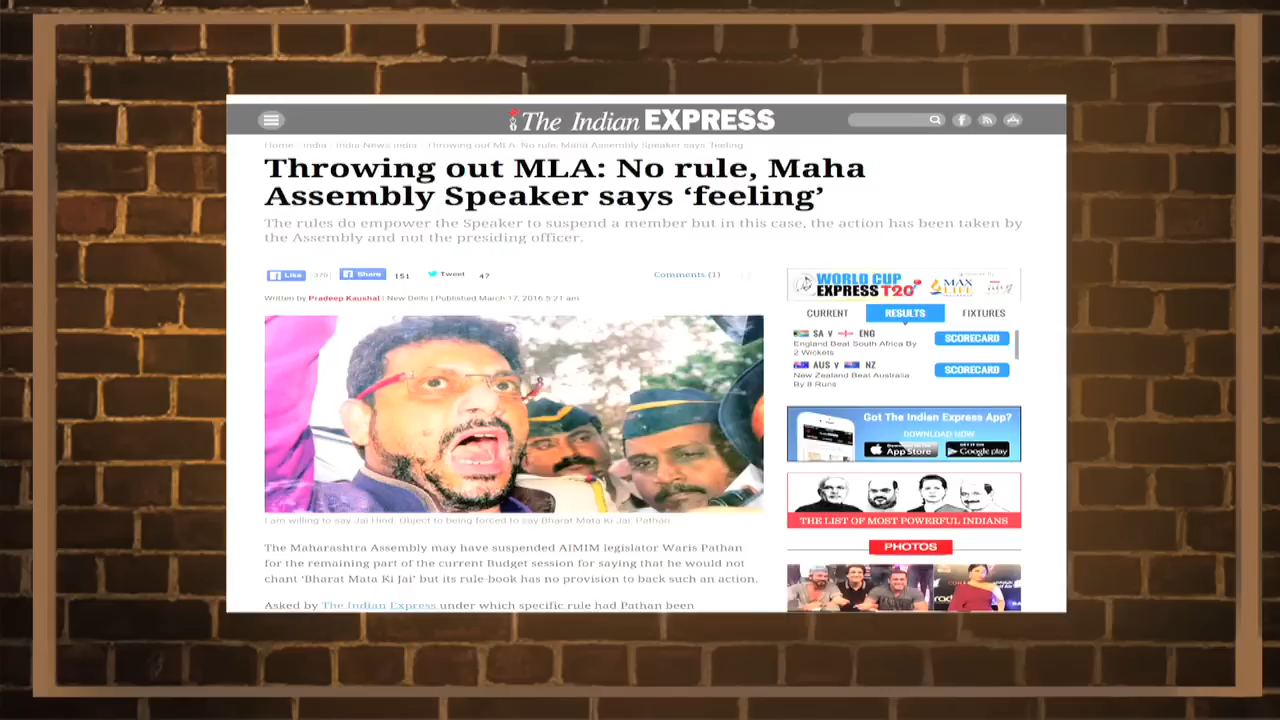 The Indian EXPRESS
Home India India-News-India Throwing out MLA: No rule, Maha Assembly Speaker says 'feeling'
Throwing out MLA: No rule, Maha
Assembly Speaker says ‘feeling’
The rules do empower the Speaker to suspend a member but in this case, the action has been taken by
the Assembly and not the presiding officer.
Like 379 Share 151 Tweet 47 Comments (1)
Written by Pradeep Kaushal | New Delhi | Published March 17, 2016 5:21 am
I am willing to say Jai Hind. Object to being forced to say Bharat Mata Ki Jai: Pathan
The Maharashtra Assembly may have suspended AIMIM legislator Waris Pathan
for the remaining part of the current Budget session for saying that he would not
chant ‘Bharat Mata Ki Jai’ but its rule-book has no provision to back such an action.
Asked by The Indian Express under which specific rule had Pathan been
WORLD CUP
EXPRESS T20
MAX
LIFE
CURRENT RESULTS FIXTURES
SA V ENG
England Beat South Africa By
2 Wickets
SCORECARD
AUS V NZ
New Zealand Beat Australia
By 8 Runs
SCORECARD
Got The Indian Express App?
DOWNLOAD NOW
App Store
GET IT ON
Google play
THE LIST OF MOST POWERFUL INDIANS
PHOTOS